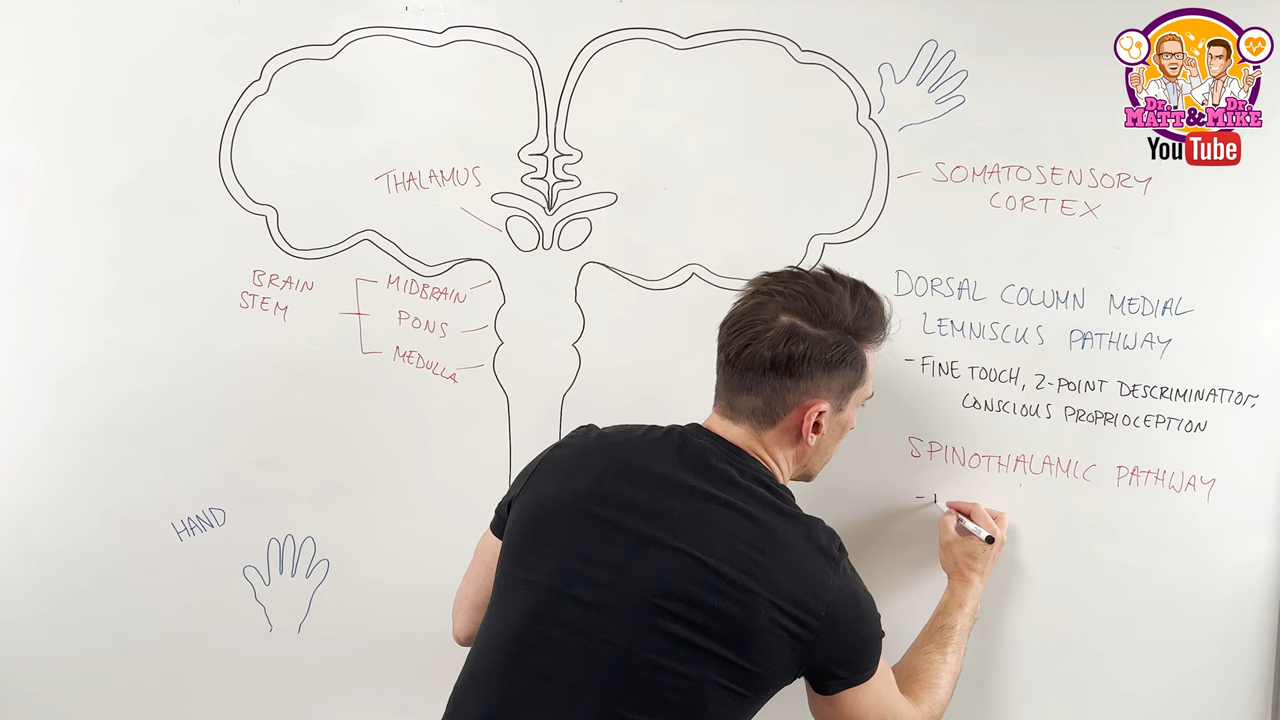 Dr. MATT & Dr. MIKE
YouTube
THALAMUS
SOMATOSENSORY
CORTEX
BRAIN
STEM
MIDBRAIN
PONS
MEDULLA
DORSAL COLUMN MEDIAL
LEMNISCUS PATHWAY
- FINE TOUCH, 2-POINT DESCRIMINATION,
CONSCIOUS PROPRIOCEPTION
SPINOTHALAMIC PATHWAY
-
HAND